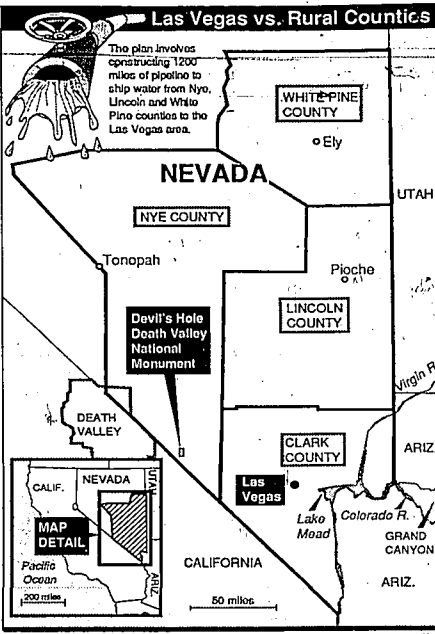 Las Vegas vs. Rural Counties
The plan involves
constructing 1200
miles of pipeline to
ship water from Nye,
Lincoln and White
Pine counties to the
Las Vegas area.
WHITE PINE
COUNTY
Ely
NEVADA
UTAH
NYE COUNTY
Tonopah
Pioche
LINCOLN
COUNTY
Devil's Hole
Death Valley
National
Monument
Virgin R.
DEATH
VALLEY
CLARK
COUNTY
ARIZ.
Las
Vegas
Lake
Mead
Colorado R.
GRAND
CANYON
CALIFORNIA
ARIZ.
50 miles
NEVADA
UTAH
CALIF.
MAP
DETAIL
Pacific
Ocean
ARIZ.
200 miles